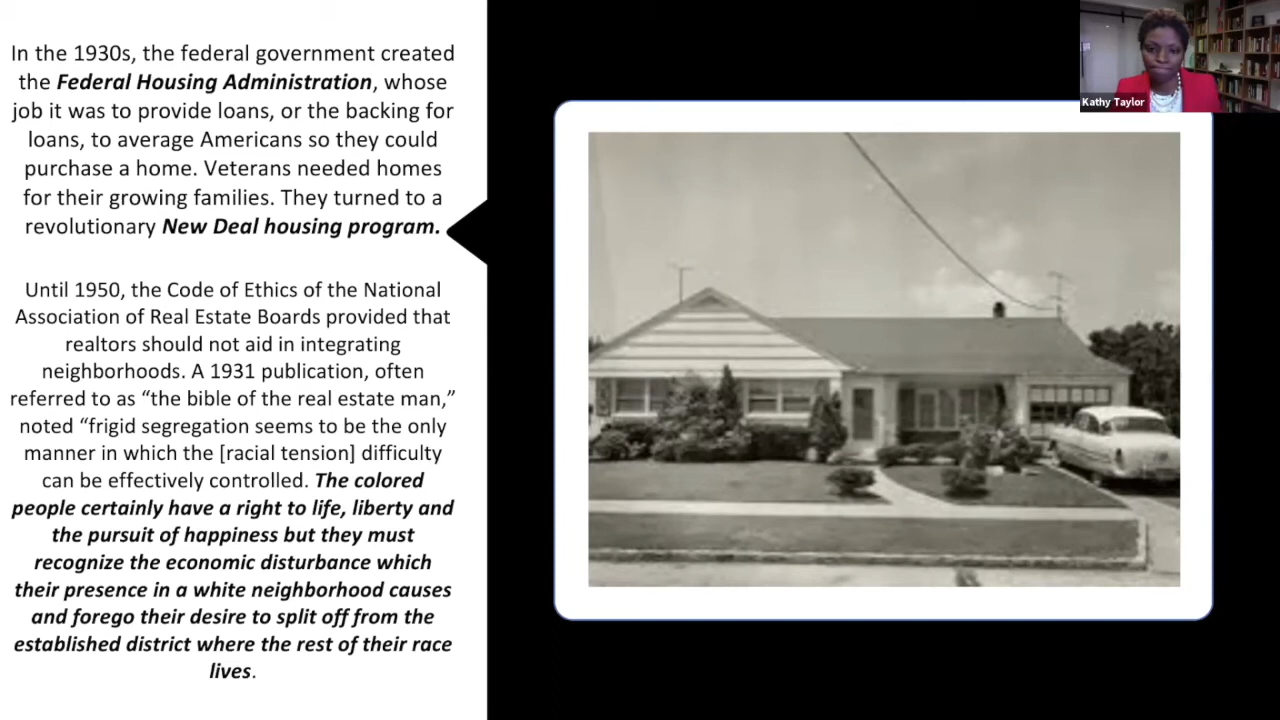 In the 1930s, the federal government created
the Federal Housing Administration, whose
job it was to provide loans, or the backing for
loans, to average Americans so they could
purchase a home. Veterans needed homes
for their growing families. They turned to a
revolutionary New Deal housing program.
Until 1950, the Code of Ethics of the National
Association of Real Estate Boards provided that
realtors should not aid in integrating
neighborhoods. A 1931 publication, often
referred to as “the bible of the real estate man,”
noted “frigid segregation seems to be the only
manner in which the [racial tension] difficulty
can be effectively controlled. The colored
people certainly have a right to life, liberty and
the pursuit of happiness but they must
recognize the economic disturbance which
their presence in a white neighborhood causes
and forego their desire to split off from the
established district where the rest of their race
lives.
Kathy Taylor